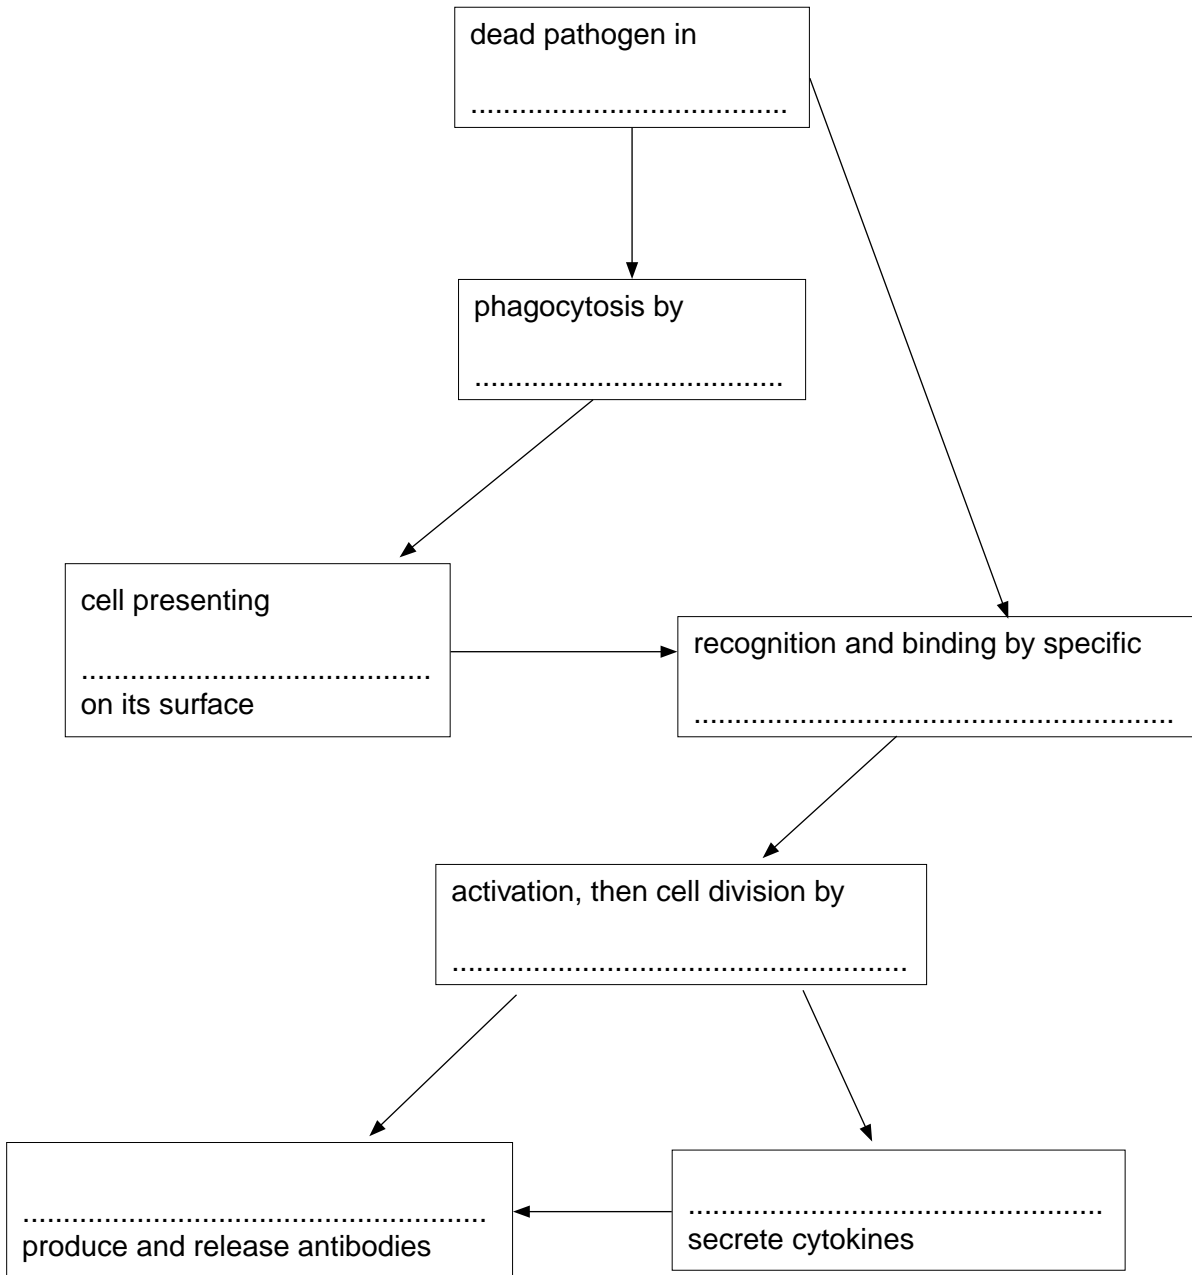 dead pathogen in
......................................
phagocytosis by
.....................................
cell presenting
..........................................
on its surface
recognition and binding by specific
..........................................................
activation, then cell division by
.......................................................
........................................................
produce and release antibodies
..................................................
secrete cytokines